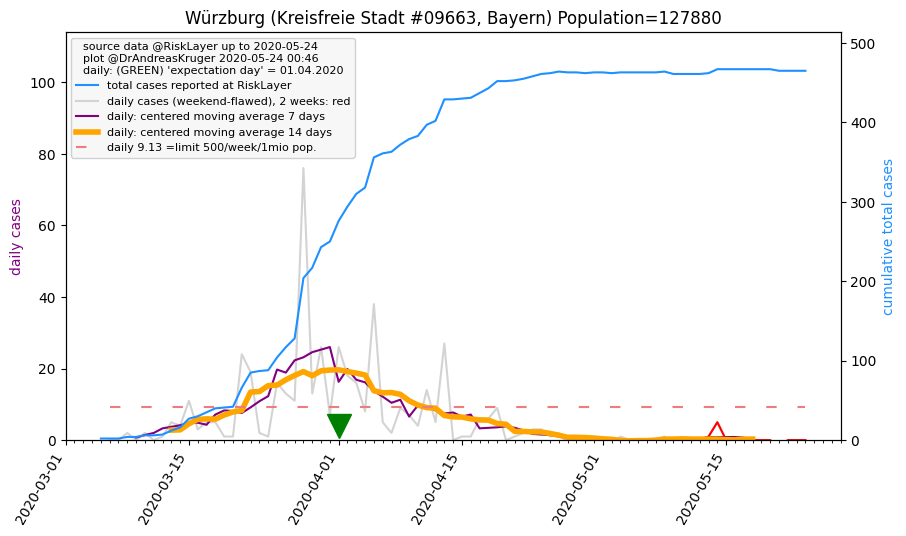 Würzburg (Kreisfreie Stadt #09663, Bayern) Population=127880
source data @RiskLayer up to 2020-05-24
plot @DrAndreasKruger 2020-05-24 00:46
daily: (GREEN) 'expectation day' = 01.04.2020
total cases reported at RiskLayer
daily cases (weekend-flawed), 2 weeks: red
daily: centered moving average 7 days
daily: centered moving average 14 days
daily 9.13 =limit 500/week/1mio pop.
daily cases
0
20
40
60
80
100
cumulative total cases
0
100
200
300
400
500
2020-03-01
2020-03-15
2020-04-01
2020-04-15
2020-05-01
2020-05-15